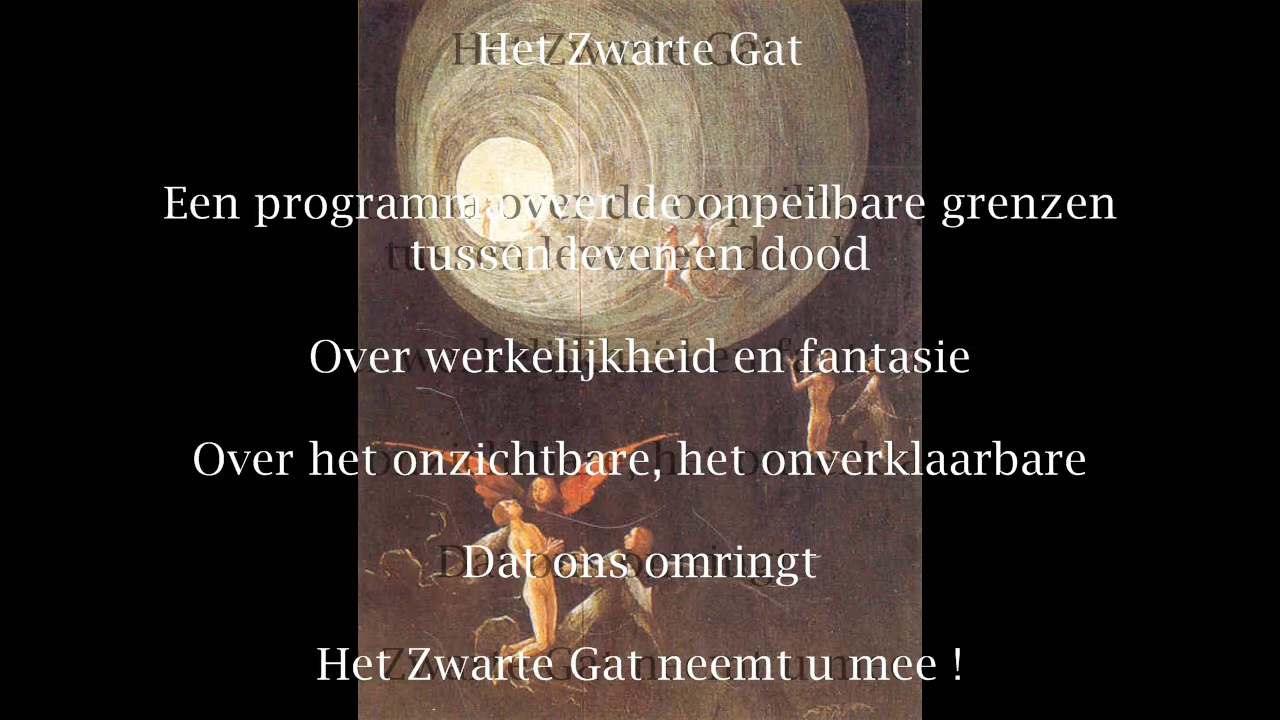 Het Zwarte Gat
Een programma over de onpeilbare grenzen
tussen leven en dood
Over werkelijkheid en fantasie
Over het onzichtbare, het onverklaarbare
Dat ons omringt
Het Zwarte Gat neemt u mee !